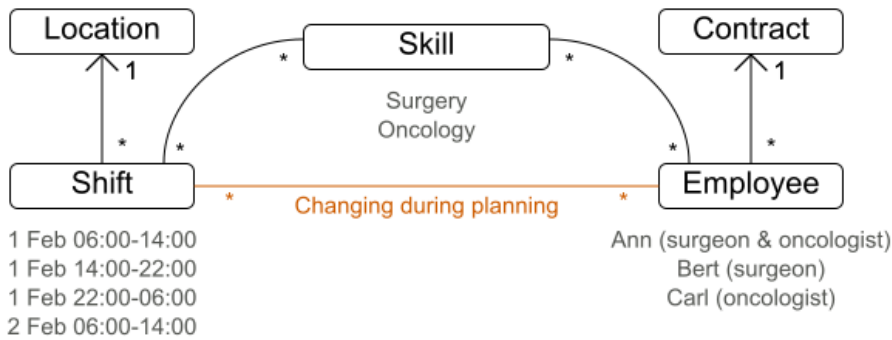 Location
Skill
Contract
1
*
*
1
Surgery
Oncology
*
*
*
*
Shift
Employee
*
Changing during planning
*
1 Feb 06:00-14:00
1 Feb 14:00-22:00
1 Feb 22:00-06:00
2 Feb 06:00-14:00
Ann (surgeon & oncologist)
Bert (surgeon)
Carl (oncologist)